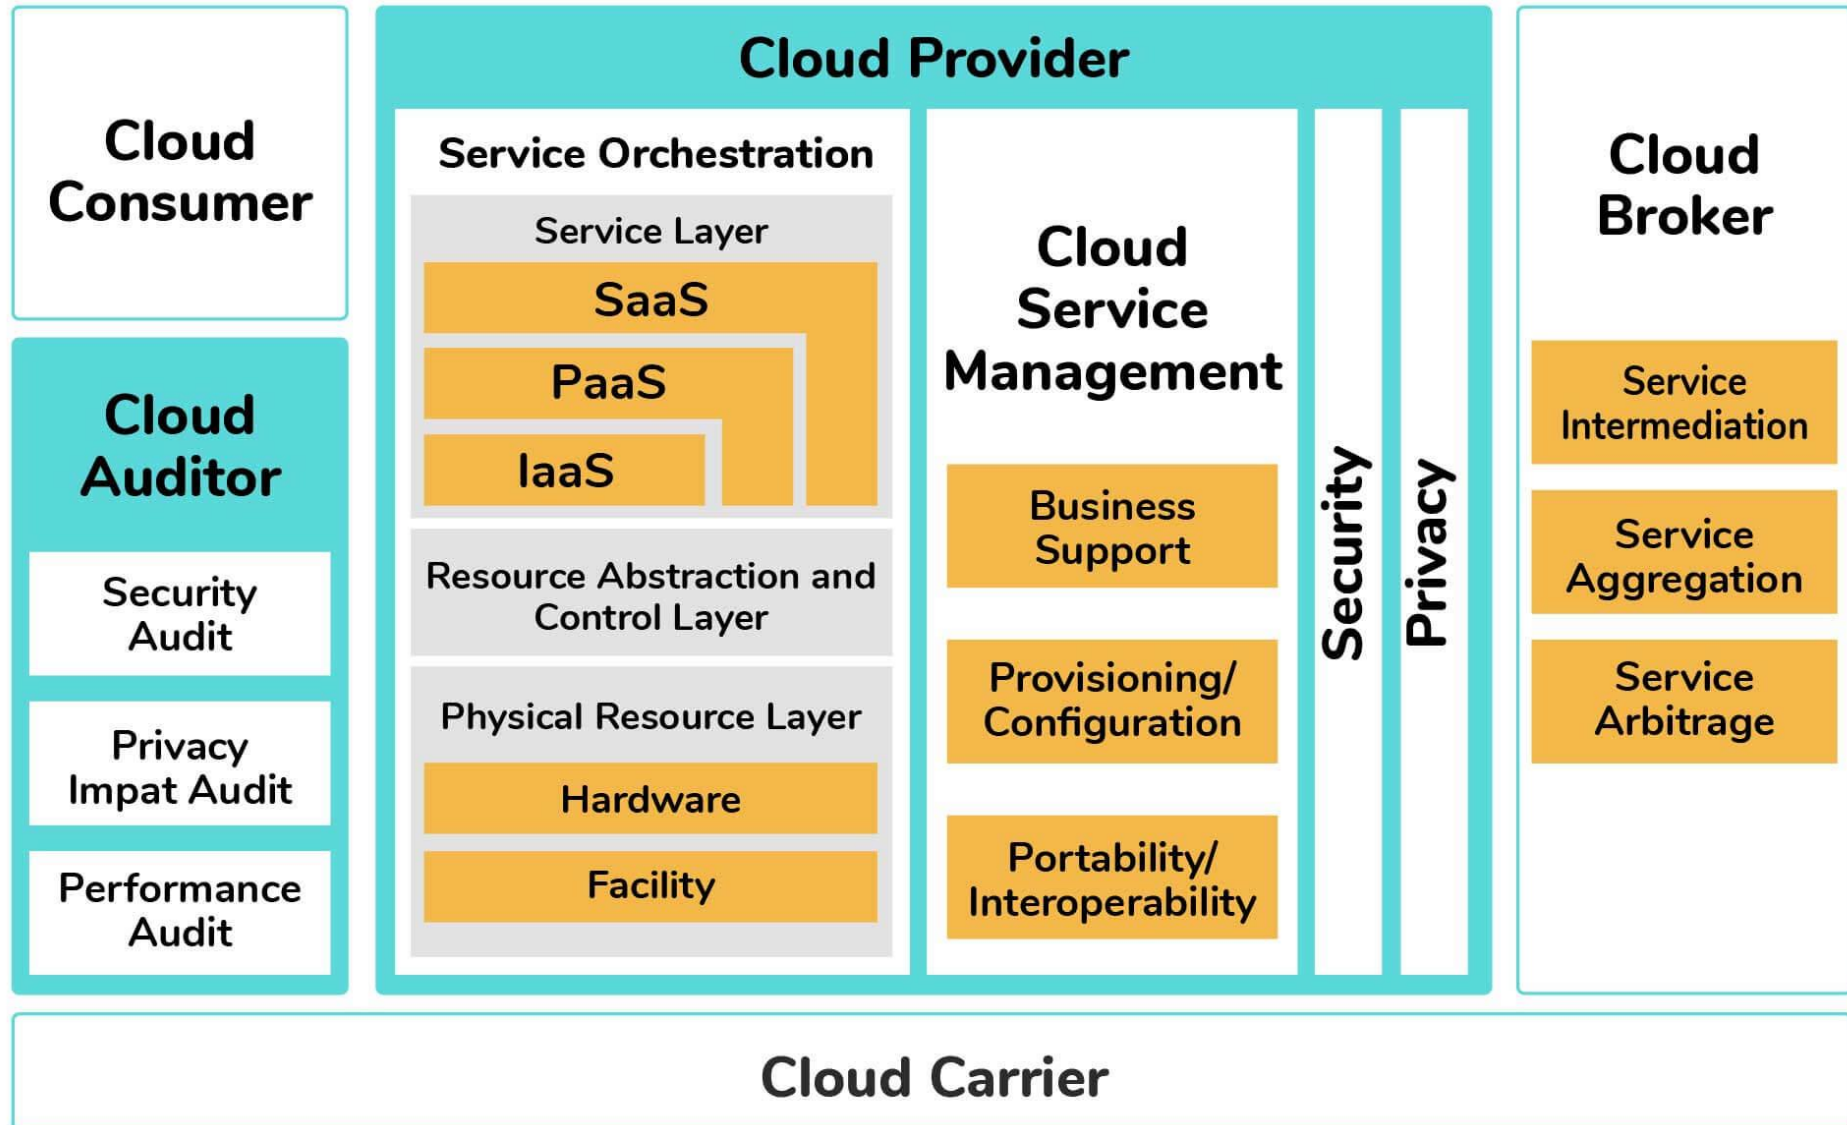 Cloud
Consumer
Cloud
Auditor
Security
Audit
Privacy
Impat Audit
Performance
Audit
Cloud Provider
Service Orchestration
Service Layer
SaaS
PaaS
IaaS
Resource Abstraction and
Control Layer
Physical Resource Layer
Hardware
Facility
Cloud
Service
Management
Business
Support
Provisioning/
Configuration
Portability/
Interoperability
Security
Privacy
Cloud
Broker
Service
Intermediation
Service
Aggregation
Service
Arbitrage
Cloud Carrier